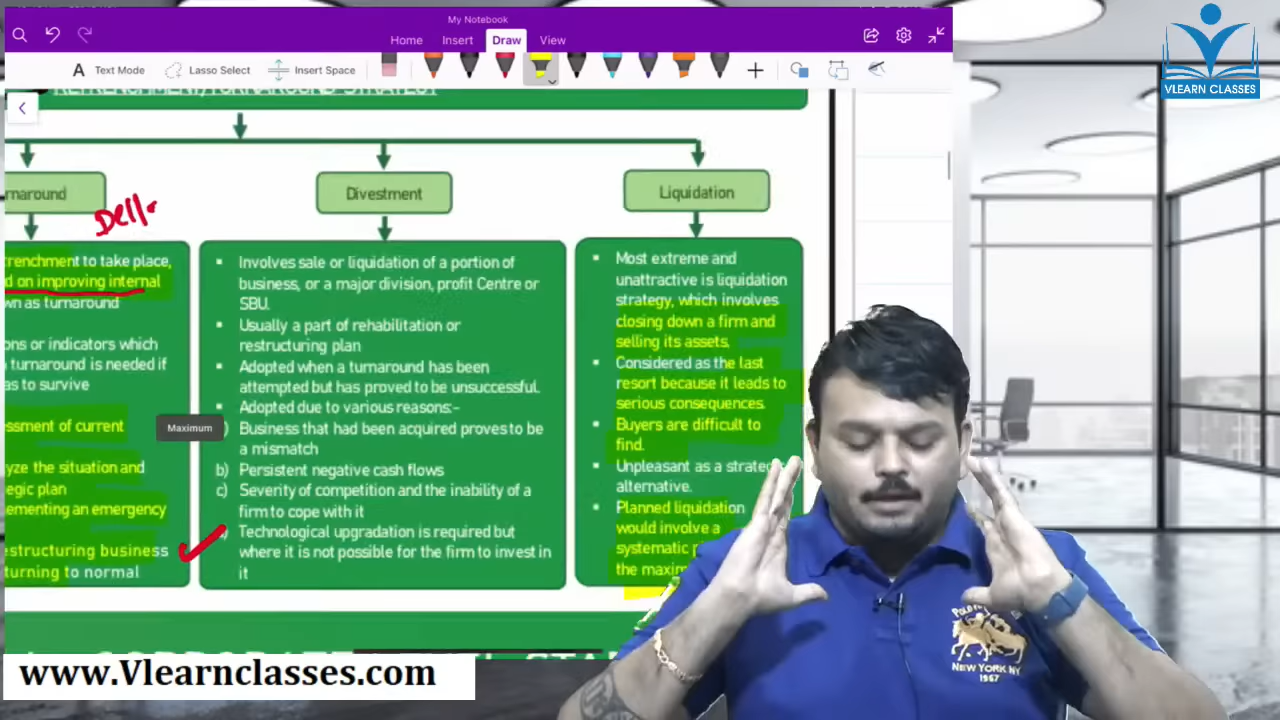 My Notebook
Home Insert Draw View
Text Mode
Lasso Select
Insert Space
VLEARN CLASSES
RETRENCHMENT/TURNAROUND STRATEGY
rnaround
Dell
trenchment to take place,
d on improving internal
wn as turnaround
ons or indicators which
turnaround is needed if
as to survive
ssment of current
yze the situation and
egic plan
ementing an emergency
estructuring business
turning to normal
Maximum
Divestment
Involves sale or liquidation of a portion of
business, or a major division, profit Centre or
SBU.
Usually a part of rehabilitation or
restructuring plan
Adopted when a turnaround has been
attempted but has proved to be unsuccessful.
Adopted due to various reasons:-
) Business that had been acquired proves to be
a mismatch
b) Persistent negative cash flows
c) Severity of competition and the inability of a
firm to cope with it
Technological upgradation is required but
where it is not possible for the firm to invest in
it
Liquidation
Most extreme and
unattractive is liquidation
strategy, which involves
closing down a firm and
selling its assets.
Considered as the last
resort because it leads to
serious consequences.
Buyers are difficult to
find.
Unpleasant as a strateg
alternative.
Planned liquidation
would involve a
systematic p
the maxim
www.Vlearnclasses.com
NEW YORK NY
1967